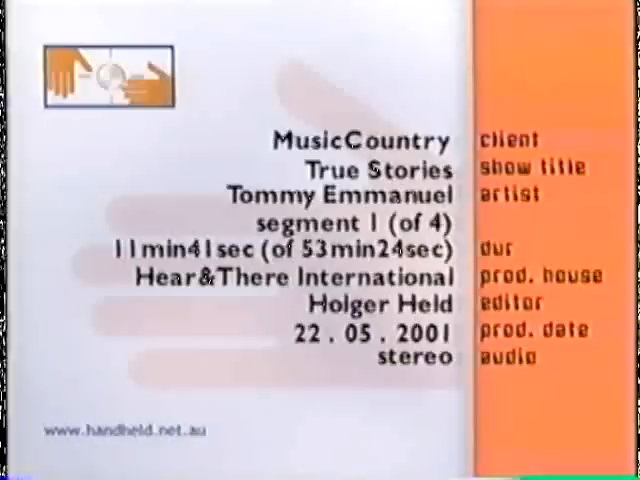 MusicCountry client
True Stories show title
Tommy Emmanuel artist
segment 1 (of 4)
11min41sec (of 53min24sec) dur
Hear&There International prod. house
Holger Held editor
22 . 05 . 2001 prod. date
stereo audio
www.handheld.net.au